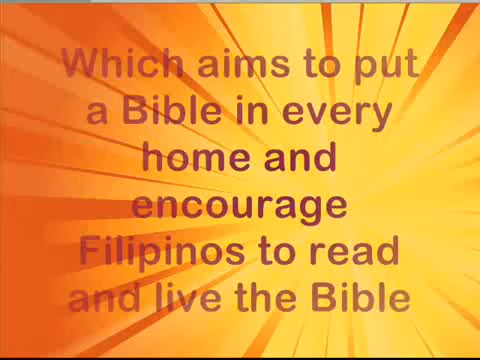 Which aims to put
a Bible in every
home and
encourage
Filipinos to read
and live the Bible